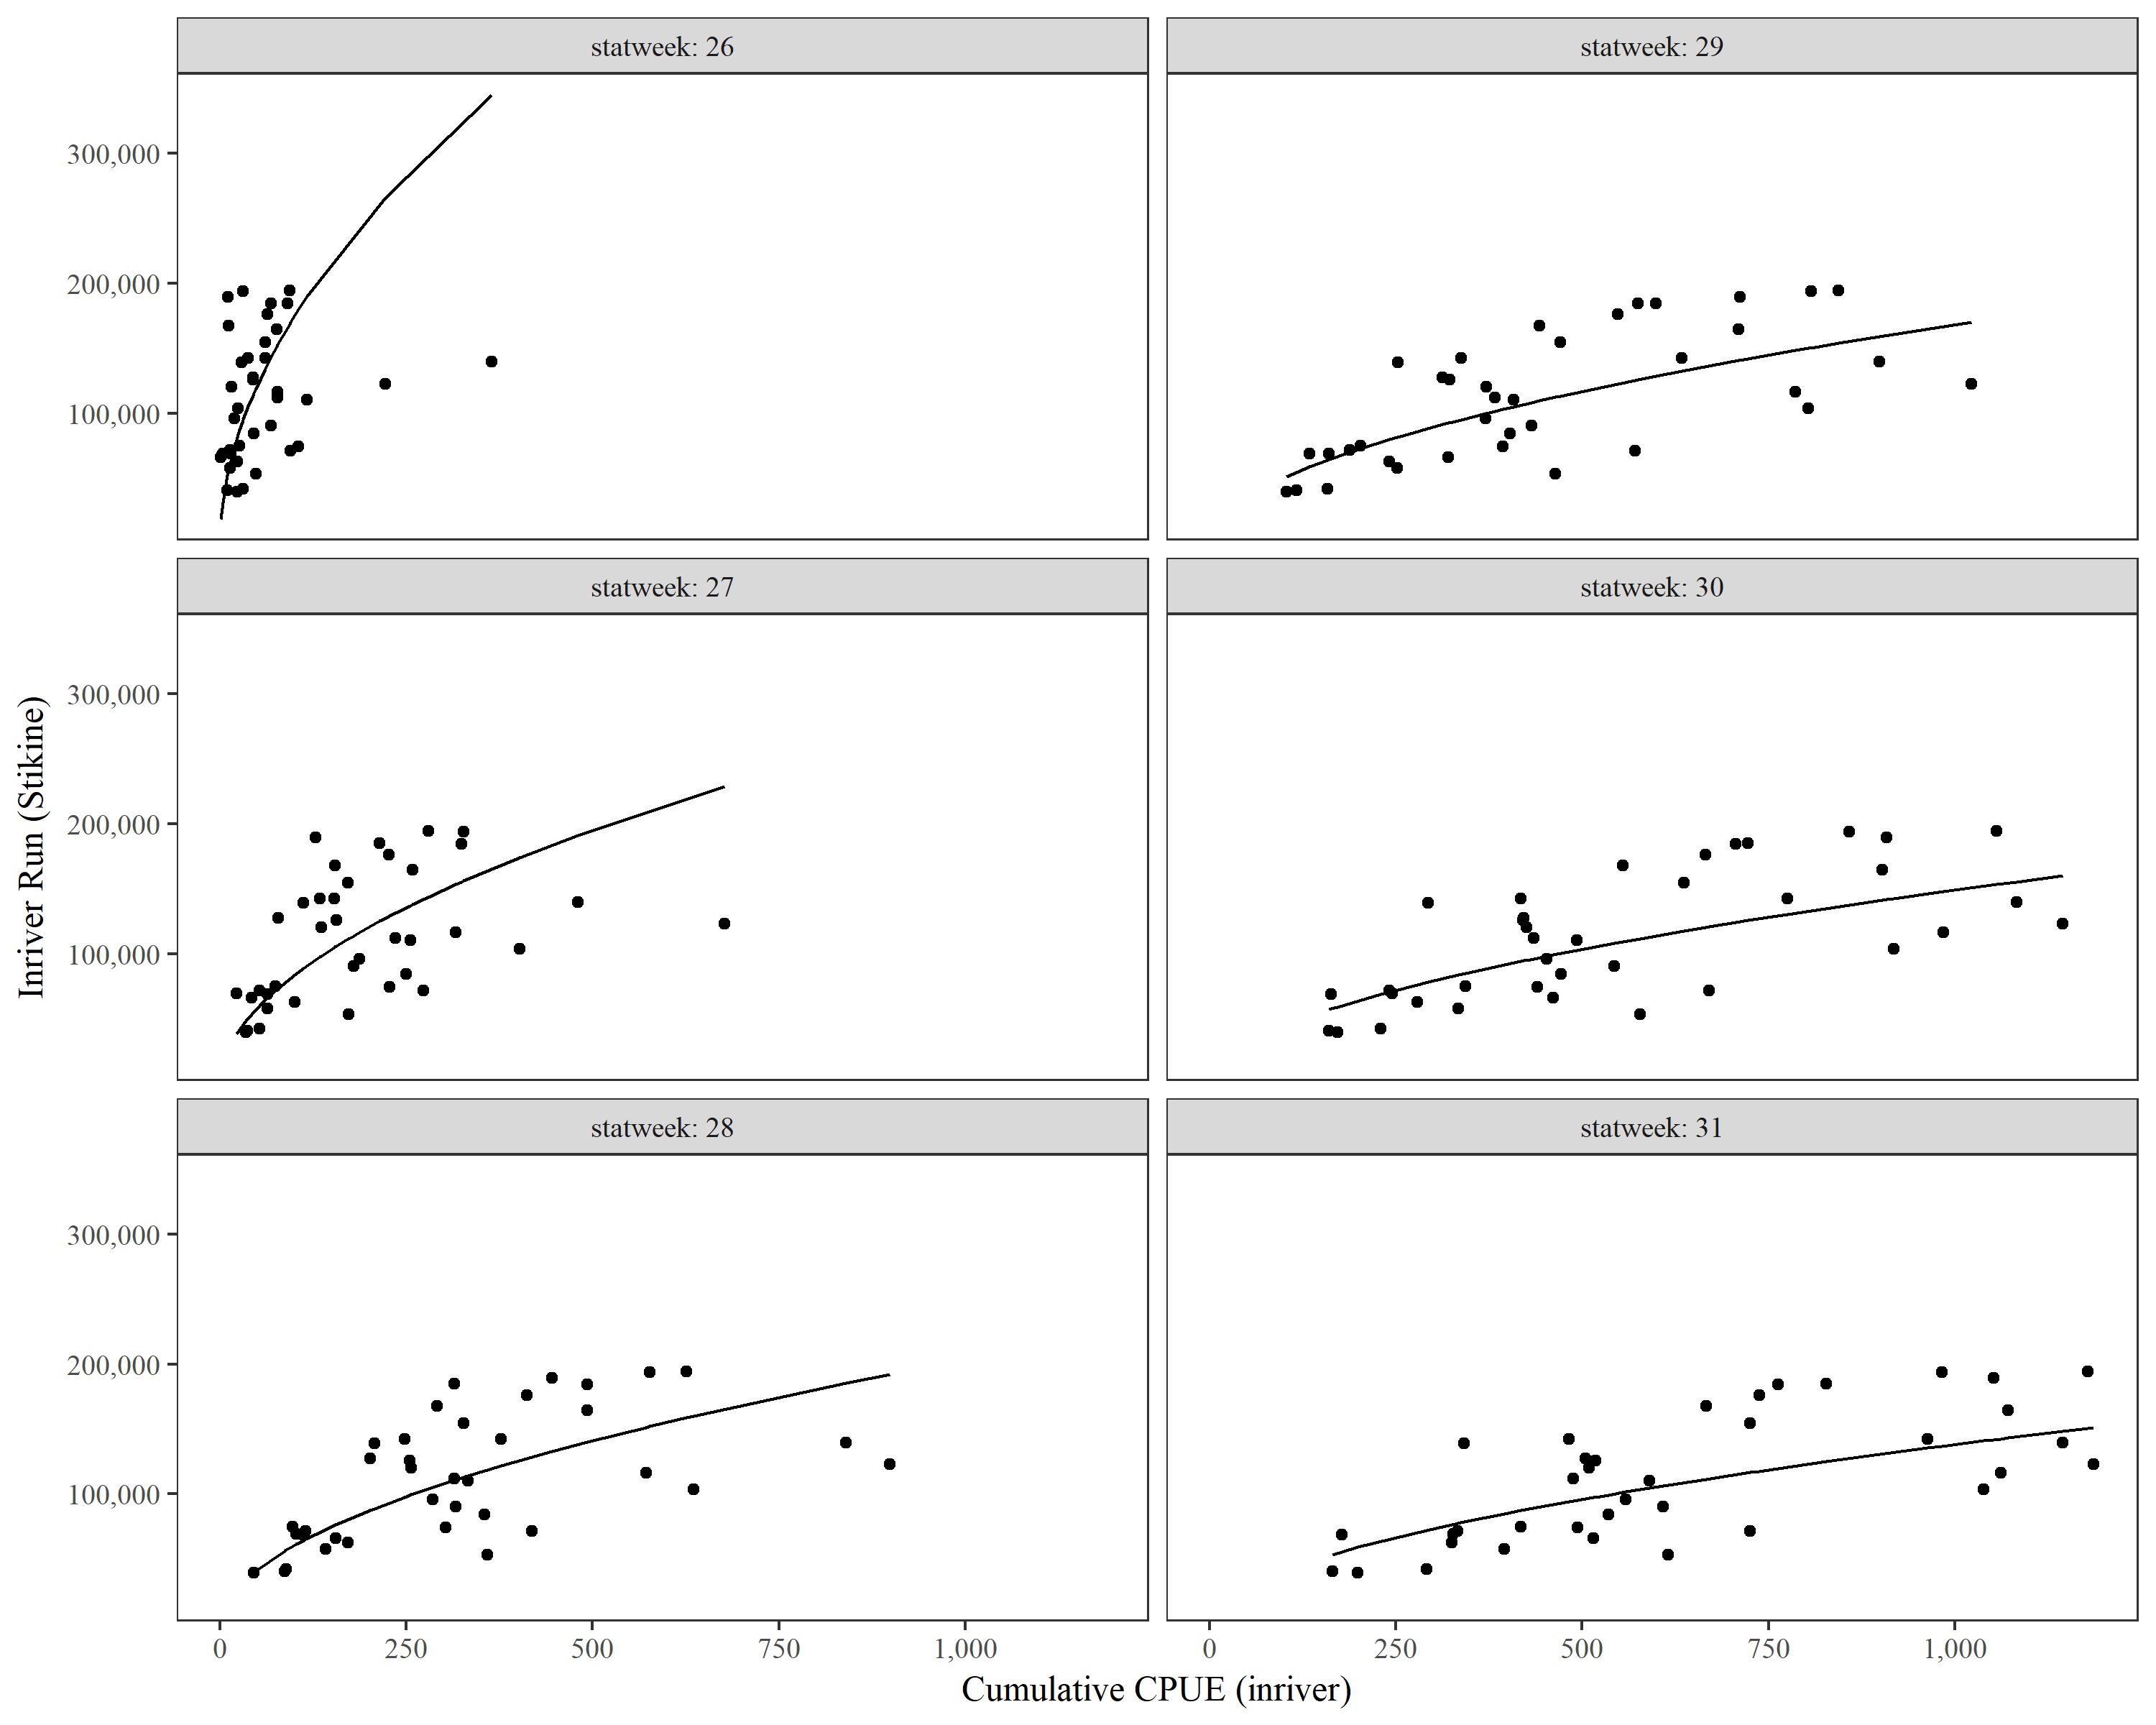 statweek: 26
statweek: 29
300,000
200,000
100,000
statweek: 27
statweek: 30
300,000
200,000
100,000
statweek: 28
statweek: 31
300,000
200,000
100,000
0 250 500 750 1,000
0 250 500 750 1,000
Cumulative CPUE (inriver)
Inriver Run (Stikine)